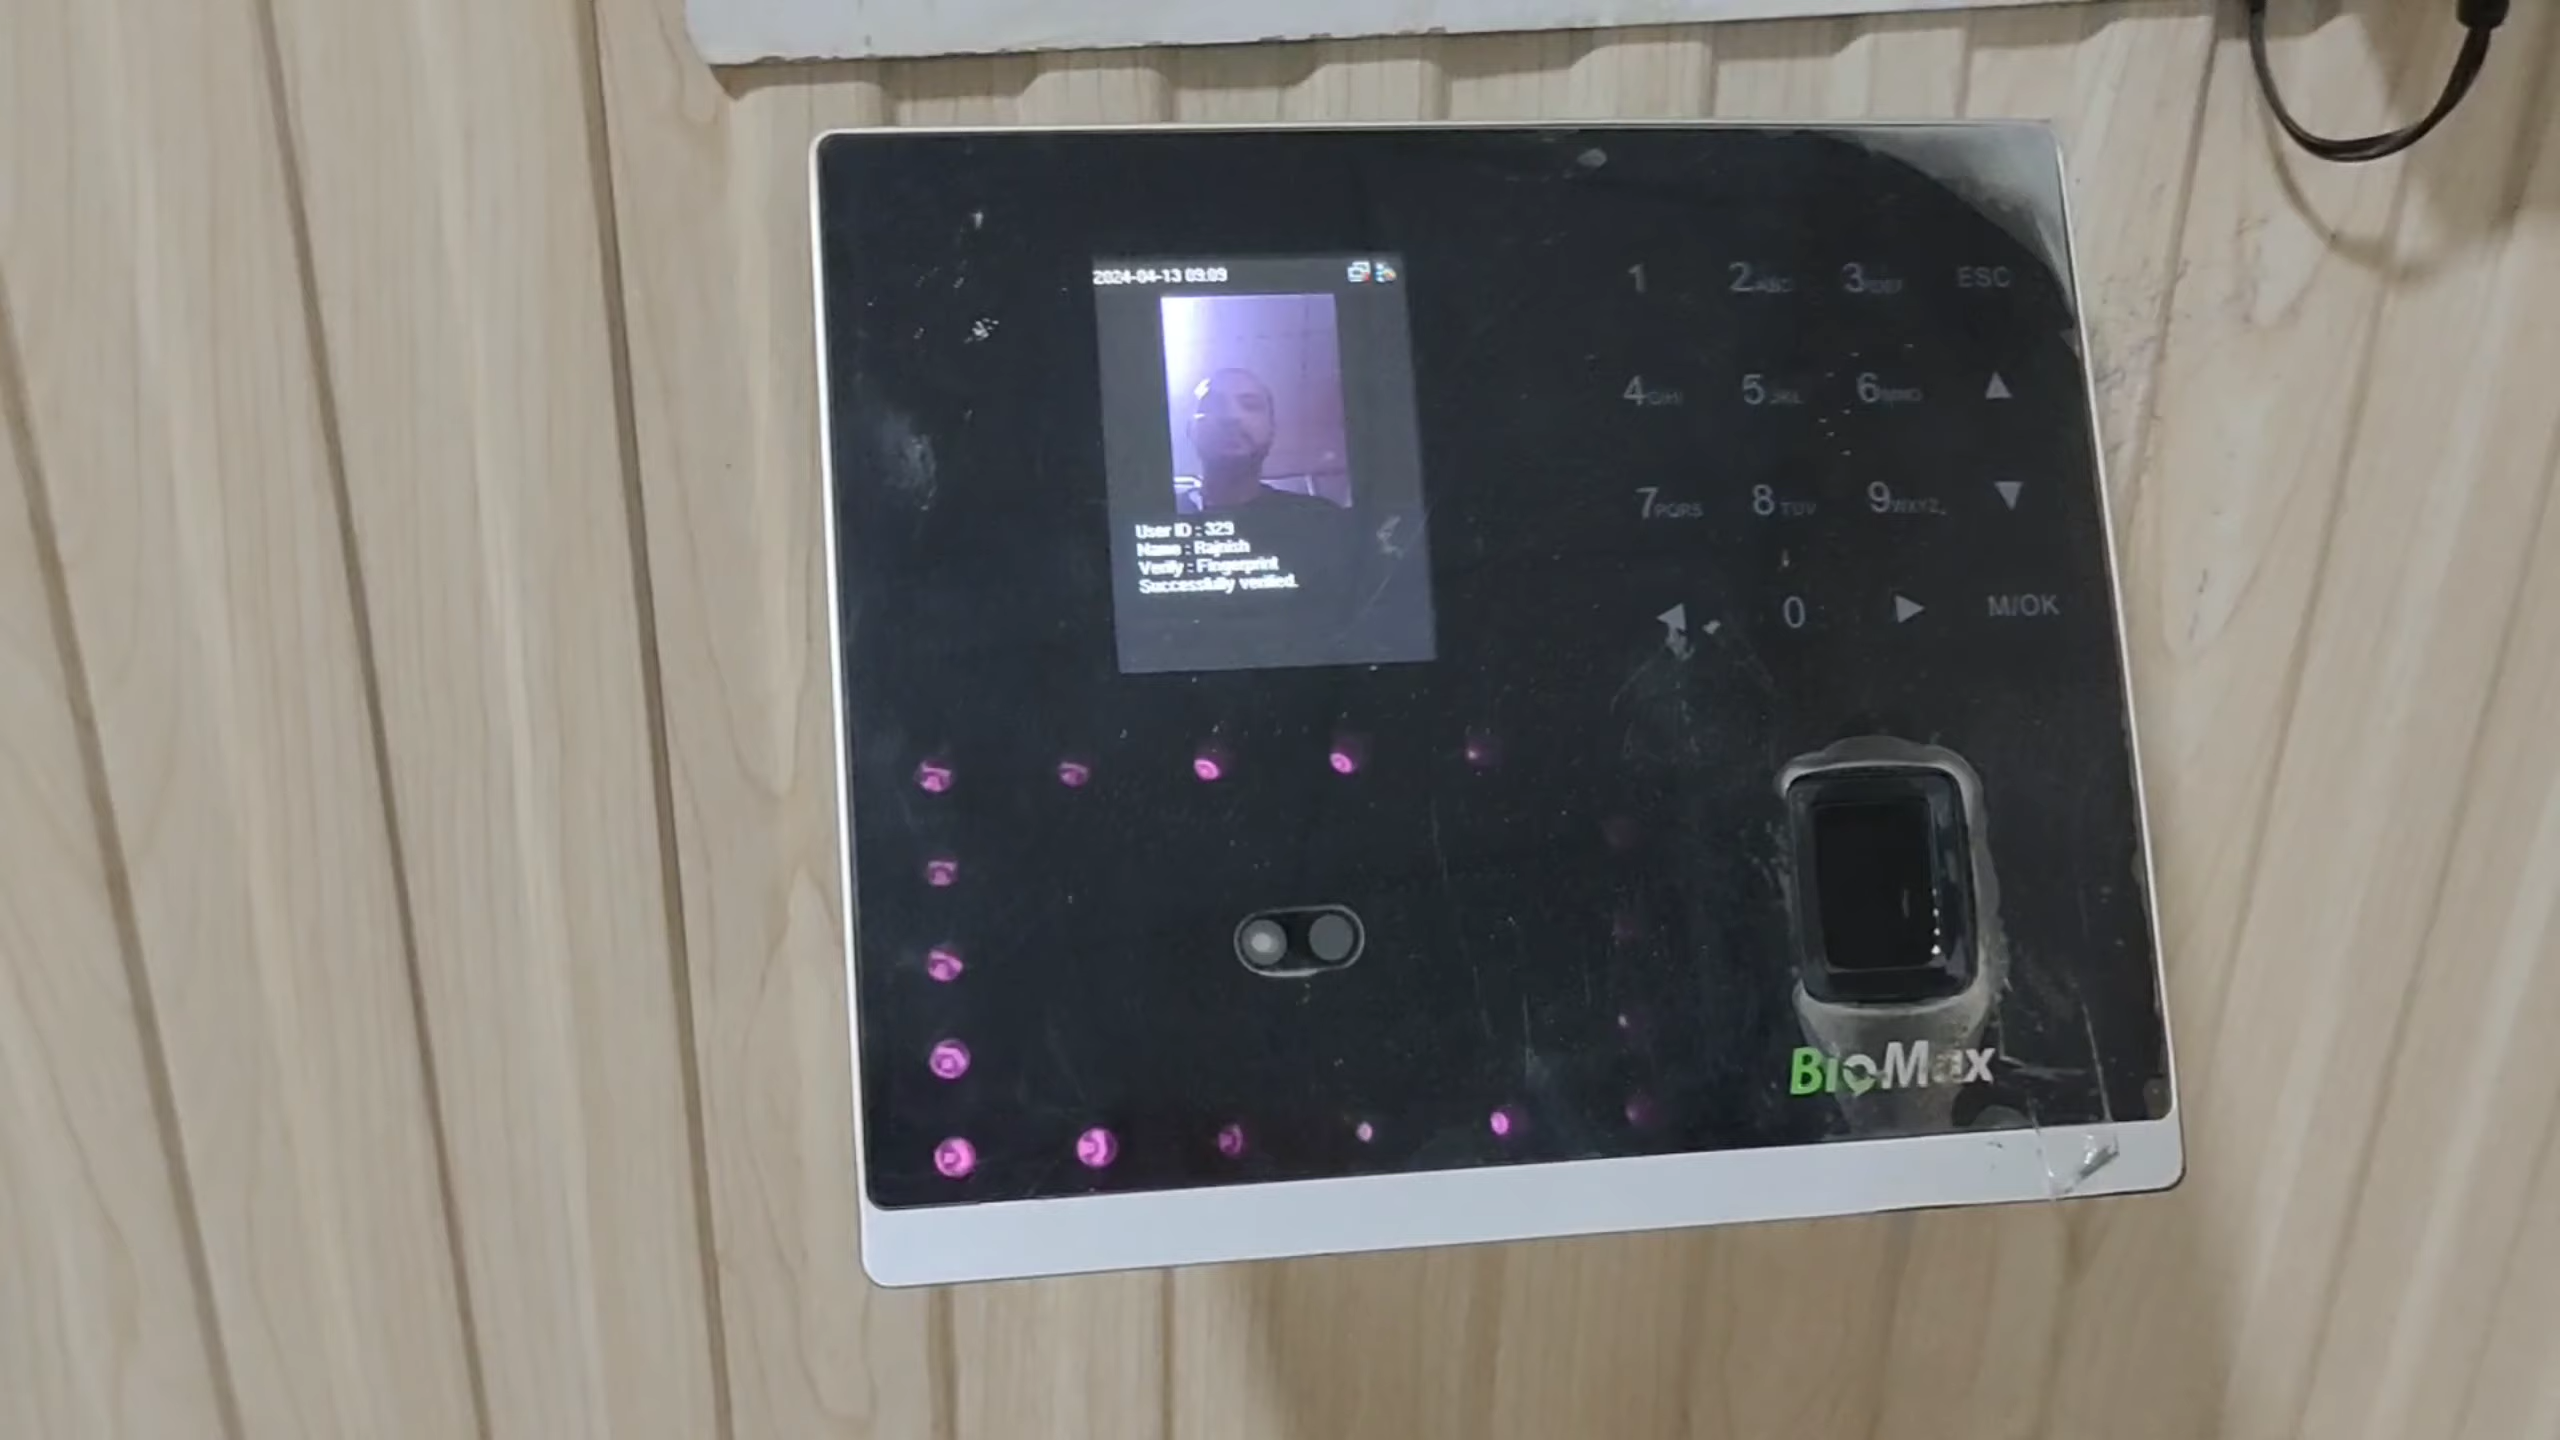 2024-04-13 09:09
User ID : 329
Name : Rajnish
Verify : Fingerprint
Successfully verified.
1 2ABC 3DEF ESC
4GHI 5JKL 6MNO
7PQRS 8TUV 9WXYZ
0 M/OK
BioMax